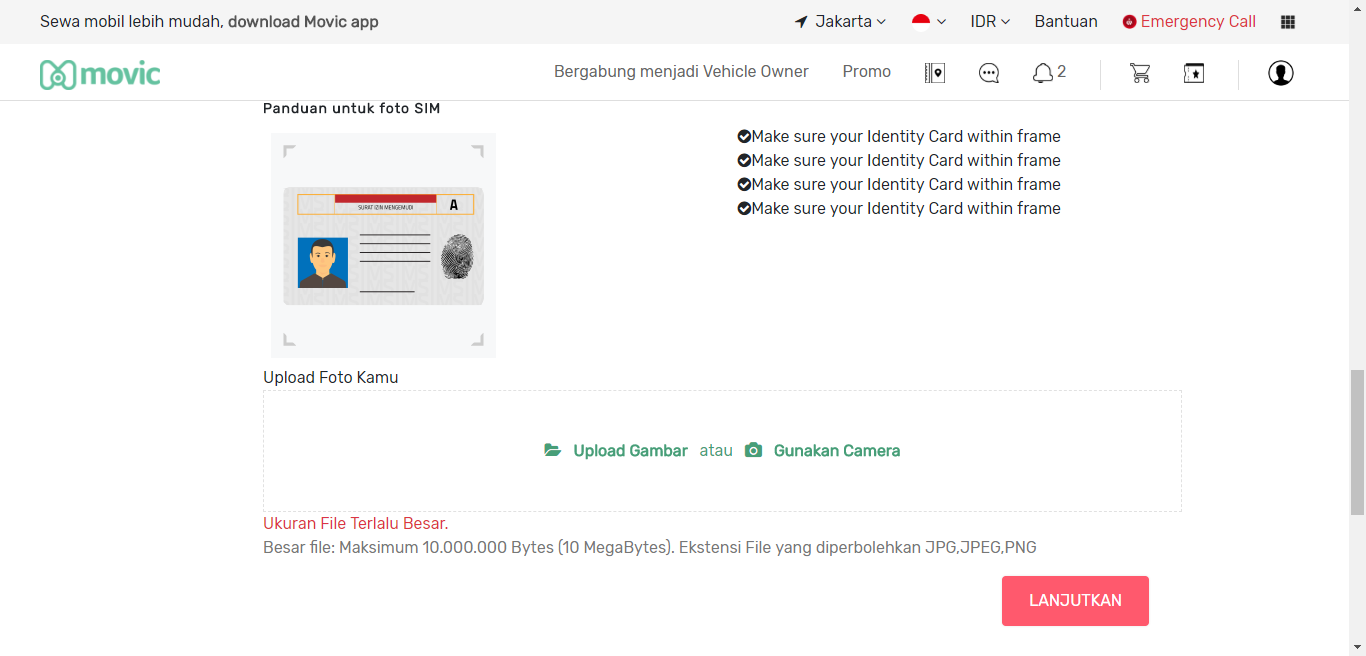 Sewa mobil lebih mudah, download Movic app
Jakarta
IDR
Bantuan
Emergency Call
movic
Bergabung menjadi Vehicle Owner
Promo
2
Panduan untuk foto SIM
SURAT IZIN MENGEMUDI
A
Make sure your Identity Card within frame
Make sure your Identity Card within frame
Make sure your Identity Card within frame
Make sure your Identity Card within frame
Upload Foto Kamu
Upload Gambar atau Gunakan Camera
Ukuran File Terlalu Besar.
Besar file: Maksimum 10.000.000 Bytes (10 MegaBytes). Ekstensi File yang diperbolehkan JPG,JPEG,PNG
LANJUTKAN